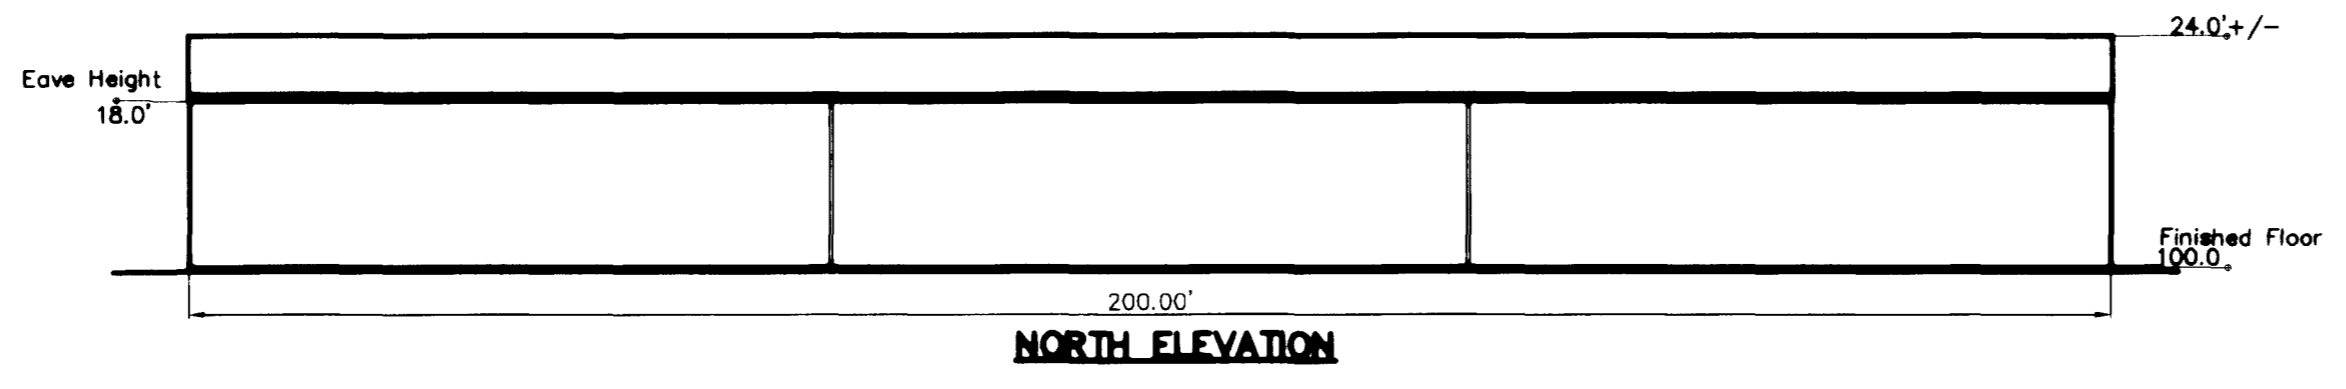 24.0'+/-
Eave Height
18.0'
Finished Floor
100.0
200.00'
NORTH ELEVATION